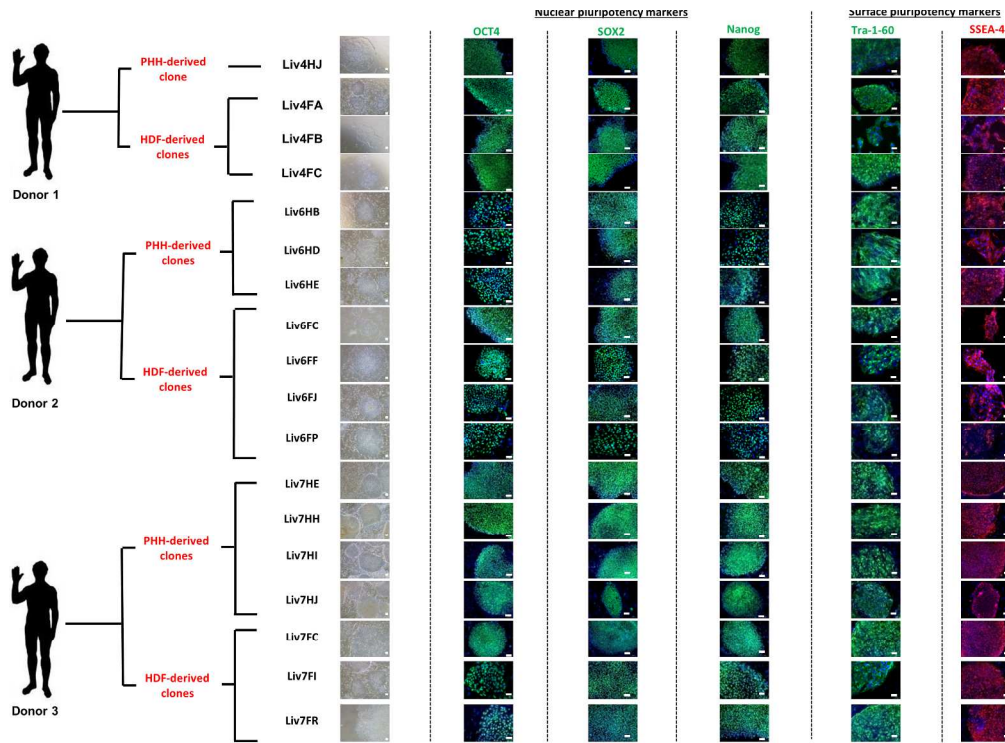 Nuclear pluripotency markers
Surface pluripotency markers
OCT4
SOX2
Nanog
Tra-1-60
SSEA-4
PHH-derived
clone
Liv4HJ
Liv4FA
HDF-derived
clones
Liv4FB
Liv4FC
Donor 1
Liv6HB
PHH-derived
clones
Liv6HD
Liv6HE
Liv6FC
HDF-derived
clones
Liv6FF
Donor 2
Liv6FJ
Liv6FP
Liv7HE
Liv7HH
PHH-derived
clones
Liv7HI
Liv7HJ
Liv7FC
HDF-derived
clones
Liv7FI
Donor 3
Liv7FR